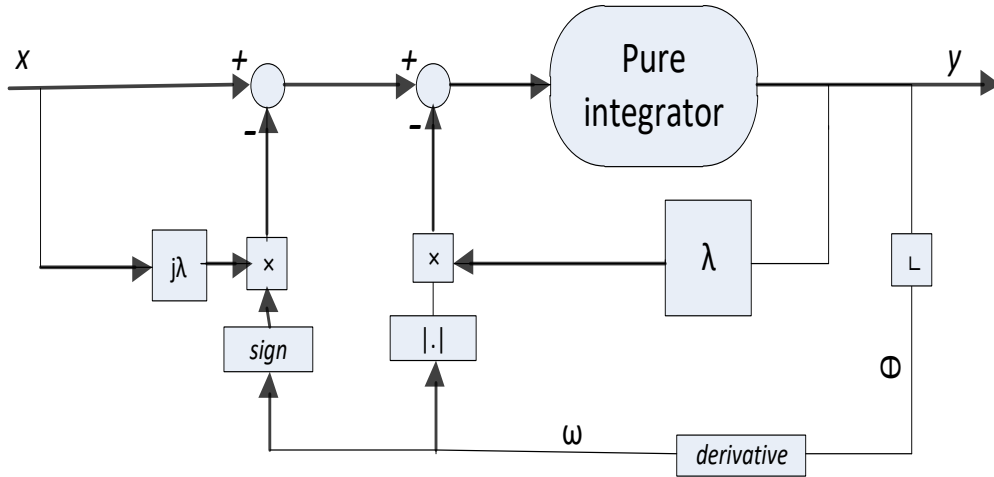 x
+
+
Pure
integrator
y
-
-
jλ
×
×
λ
∟
sign
|.|
Θ
ω
derivative